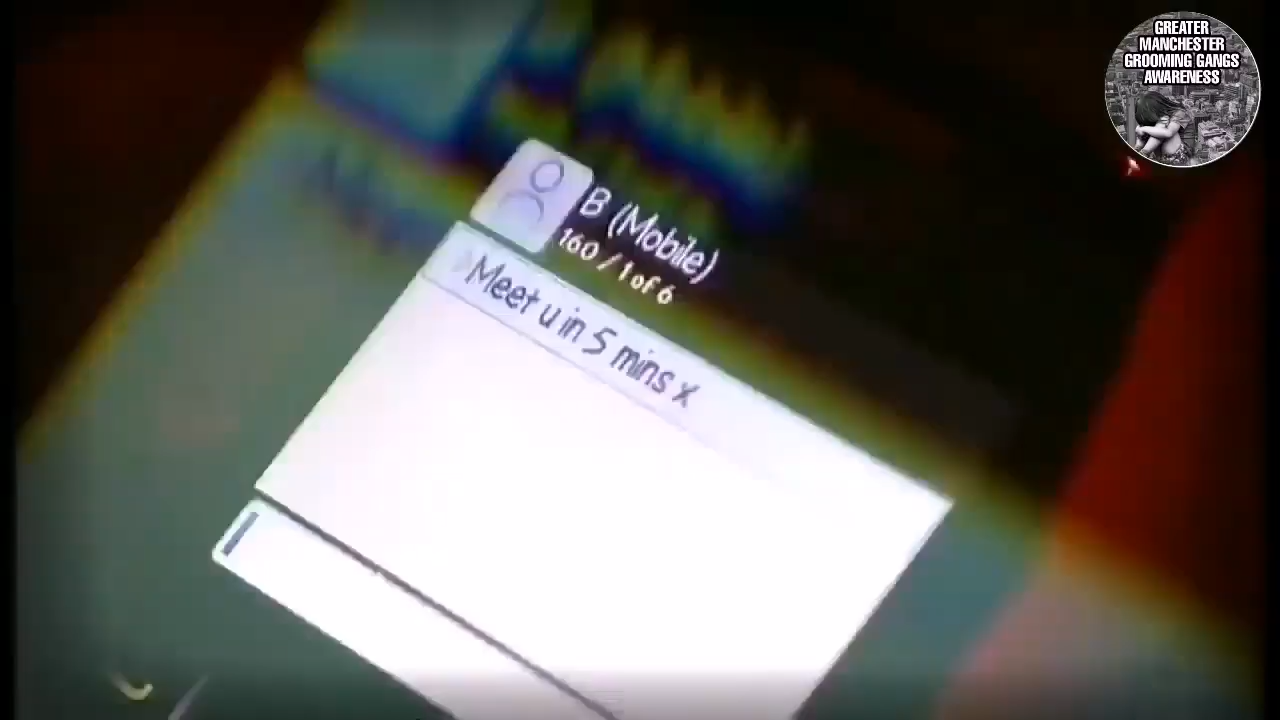 GREATER
MANCHESTER
GROOMING GANGS
AWARENESS
B (Mobile)
160 / 1 of 6
Meet u in 5 mins x